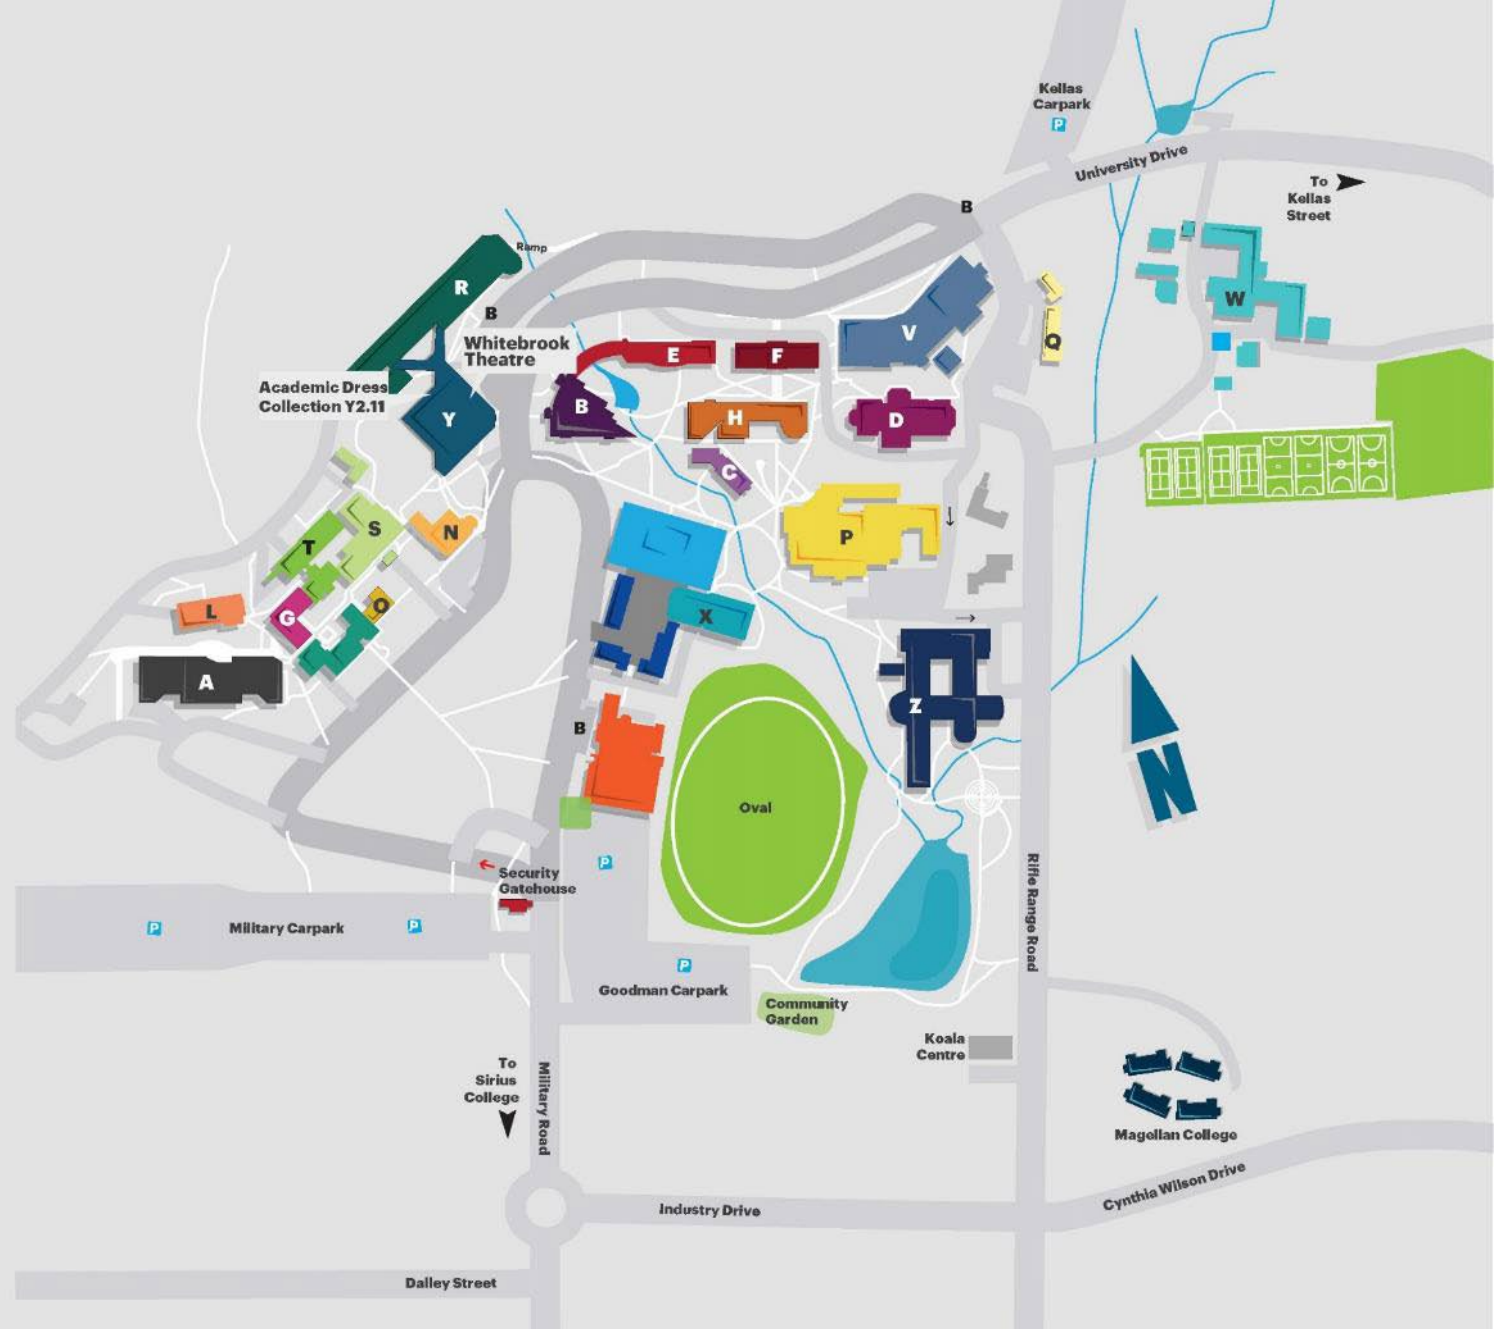 Kellas
Carpark
P
University Drive
To
Kellas
Street
B
Ramp
R
B
W
V
Q
Whitebrook
Theatre
E
F
Academic Dress
Collection Y2.11
Y
B
H
D
C
S
N
T
P
L
G
O
X
A
B
Z
N
Oval
P
Security
Gatehouse
Rifle Range Road
Military Carpark
P
P
P
Goodman Carpark
Community
Garden
Koala
Centre
To
Sirius
College
Military Road
Magellan College
Cynthia Wilson Drive
Industry Drive
Dalley Street